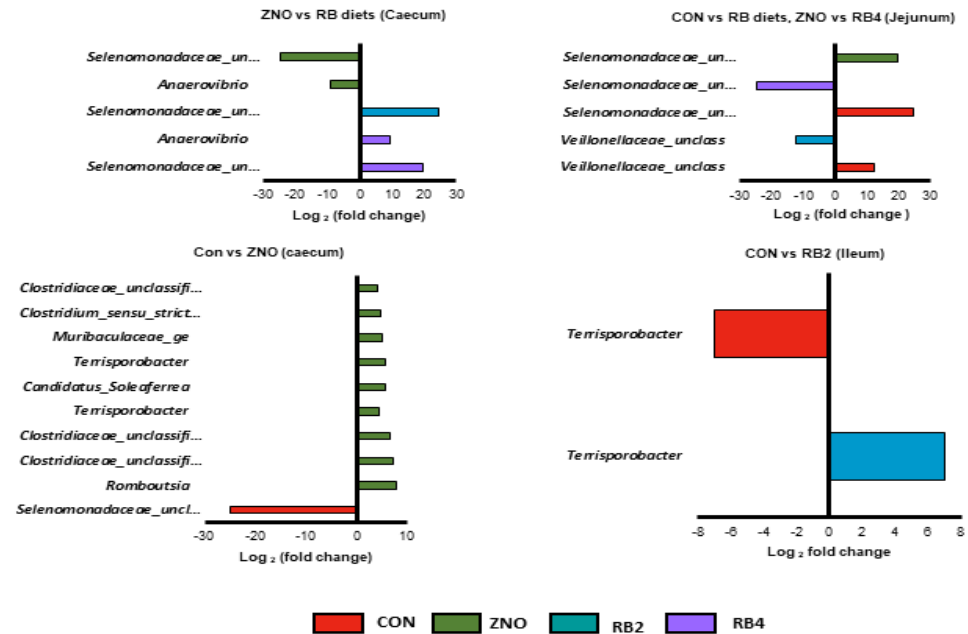 ZNO vs RB diets (Caecum)
Selenomonadaceae_un...
Anaerovibrio
Selenomonadaceae_un...
Anaerovibrio
Selenomonadaceae_un...
-30 -20 -10 0 10 20 30
Log ₂ (fold change)
CON vs RB diets, ZNO vs RB4 (Jejunum)
Selenomonadaceae_un...
Selenomonadaceae_un...
Selenomonadaceae_un...
Veillonellaceae_unclass
Veillonellaceae_unclass
-30 -20 -10 0 10 20 30
Log ₂ (fold change )
Con vs ZNO (caecum)
Clostridiaceae_unclassifi...
Clostridium_sensu_strict...
Muribaculaceae_ge
Terrisporobacter
Candidatus_Soleaferrea
Terrisporobacter
Clostridiaceae_unclassifi...
Clostridiaceae_unclassifi...
Romboutsia
Selenomonadaceae_uncl...
-30 -20 -10 0 10
Log ₂ (fold change)
CON vs RB2 (Ileum)
Terrisporobacter
Terrisporobacter
-8 -6 -4 -2 0 2 4 6 8
Log ₂ fold change
CON ZNO RB2 RB4